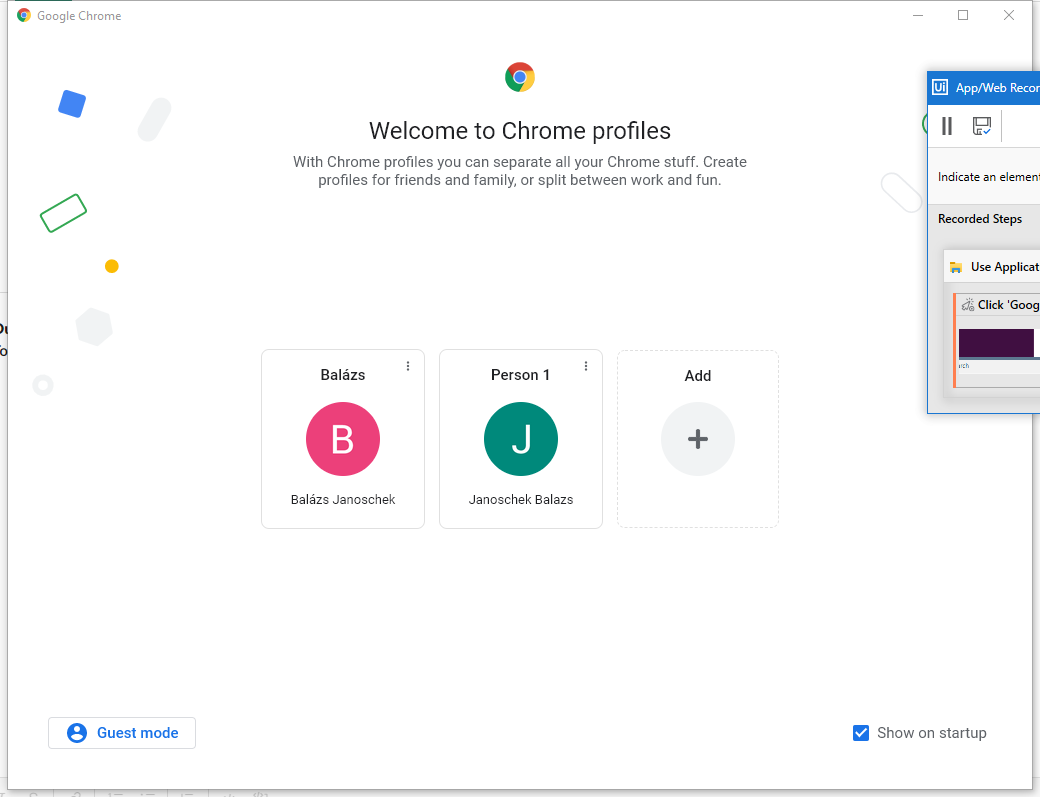 Google Chrome
Welcome to Chrome profiles
With Chrome profiles you can separate all your Chrome stuff. Create
profiles for friends and family, or split between work and fun.
Balázs
B
Balázs Janoschek
Person 1
J
Janoschek Balazs
Add
Guest mode
Show on startup
Ui App/Web Recor
Indicate an element
Recorded Steps
Use Applicat
Click 'Goog